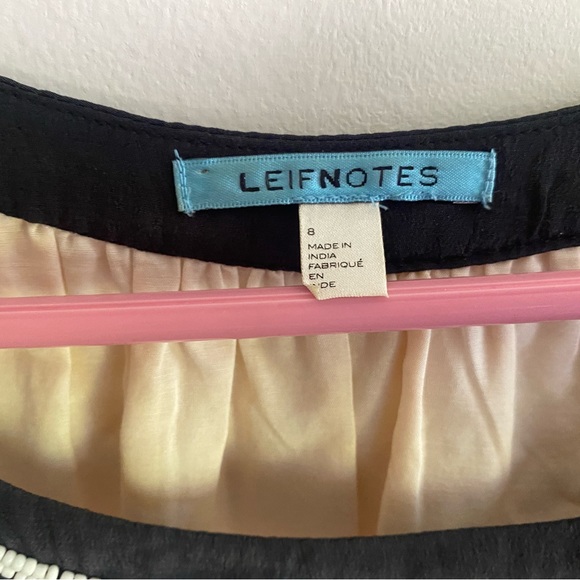 LEIFNOTES
8
MADE IN
INDIA
FABRIQUÉ
EN